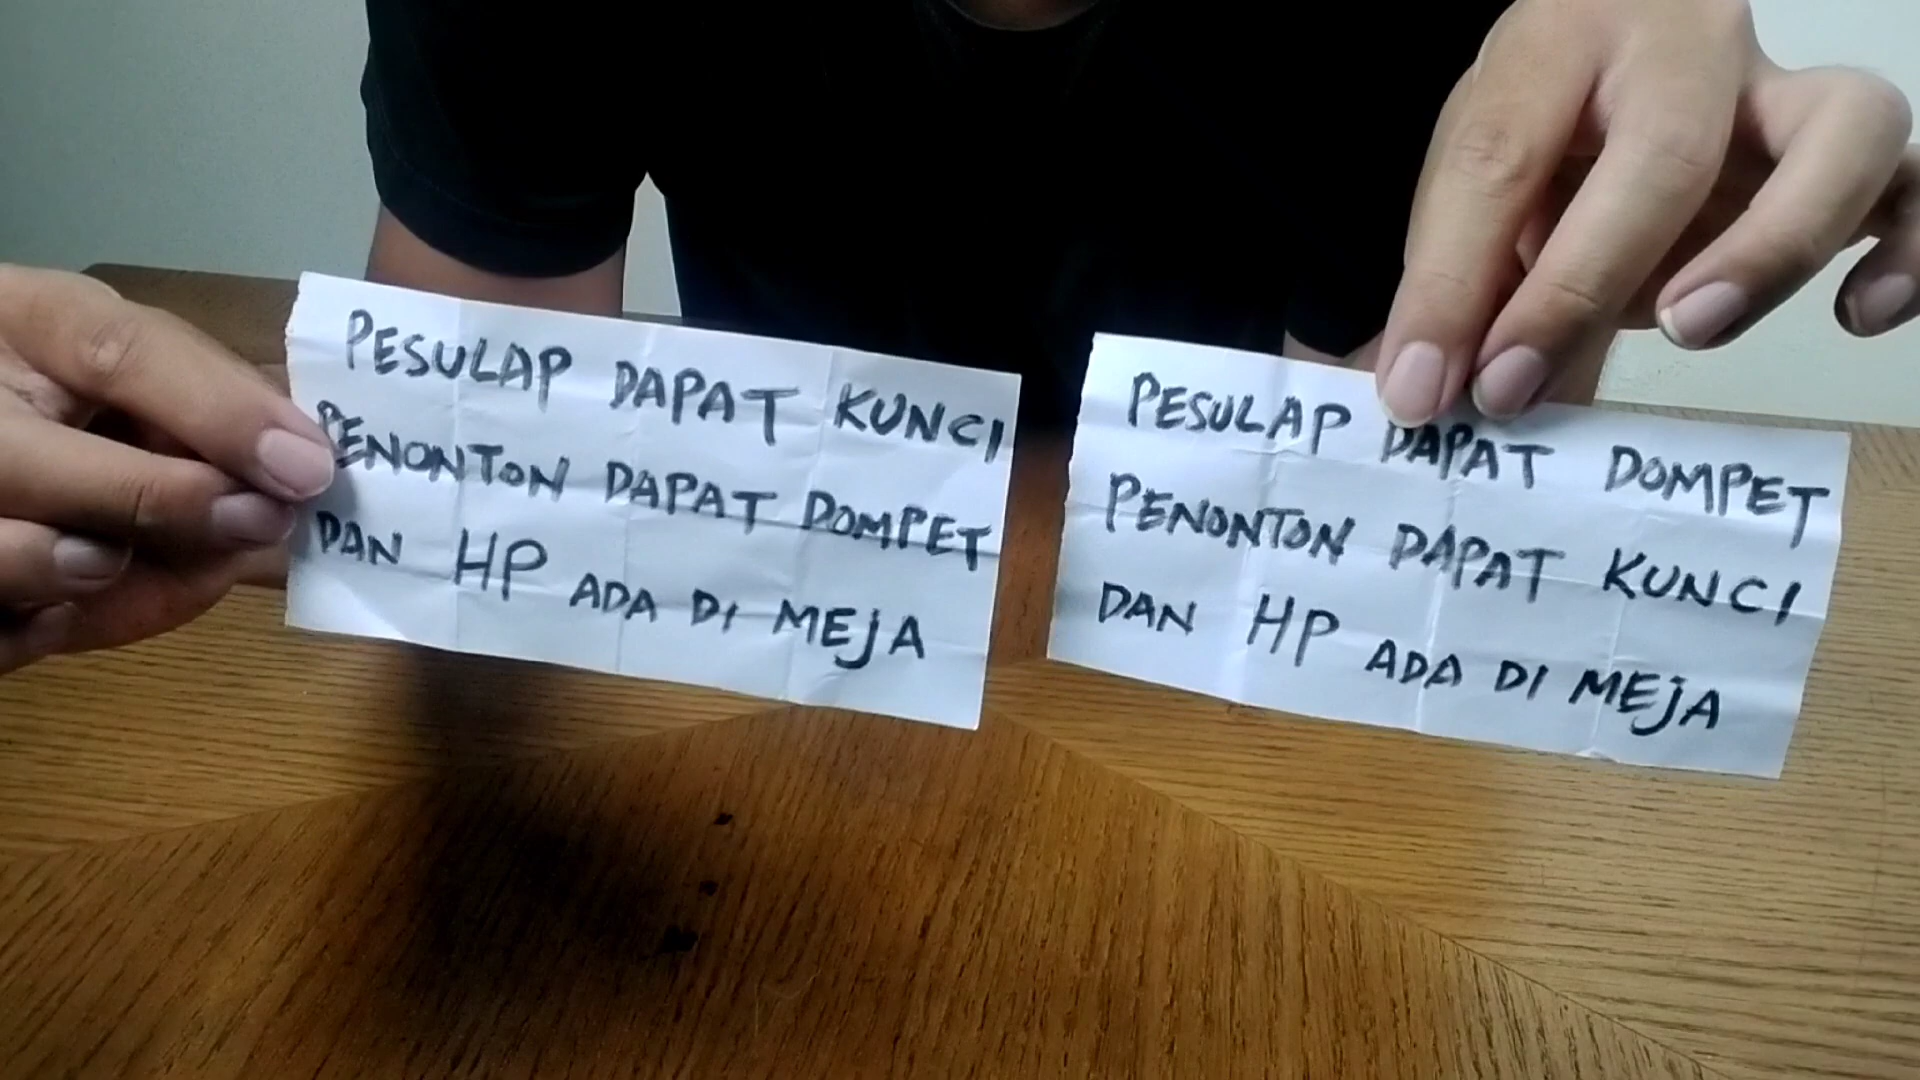 PESULAP DAPAT KUNCI
PENONTON DAPAT DOMPET
DAN HP ADA DI MEJA
PESULAP DAPAT DOMPET
PENONTON DAPAT KUNCI
DAN HP ADA DI MEJA